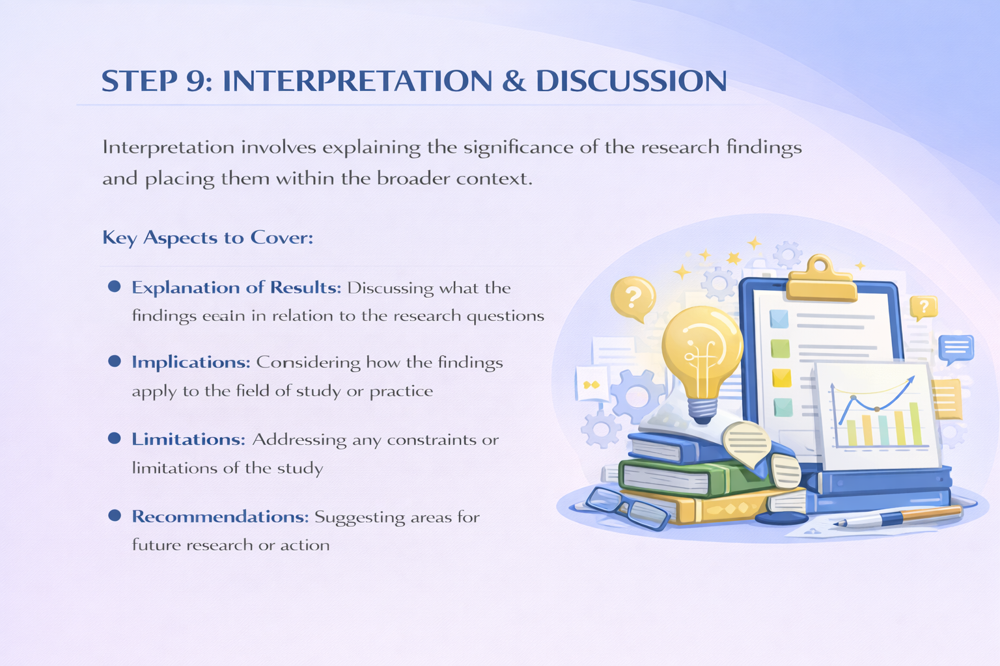 STEP 9: INTERPRETATION & DISCUSSION
Interpretation involves explaining the significance of the research findings
and placing them within the broader context.
Key Aspects to Cover:
Explanation of Results: Discussing what the
findings in relation to the research questions
Implications: Considering how the findings
apply to the field of study or practice
Limitations: Addressing any constraints or
limitations of the study
Recommendations: Suggesting areas for
future research or action
?
?